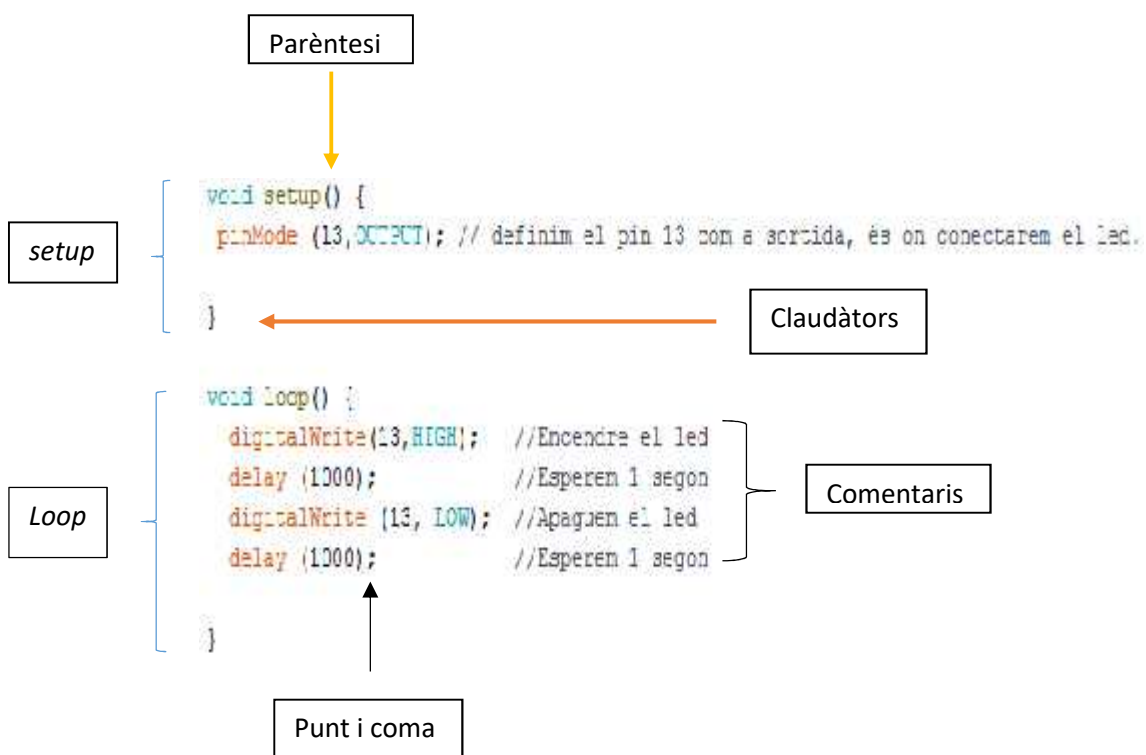 Parèntesi
void setup() {
setup
pinMode (13,OUTPUT); // definim el pin 13 com a sortida, és on conectarem el led.
}
Claudàtors
void loop() {
digitalWrite(13,HIGH); //Encendre el led
delay (1000); //Esperem 1 segon
Comentaris
Loop
digitalWrite (13, LOW); //Apaguem el led
delay (1000); //Esperem 1 segon
}
Punt i coma